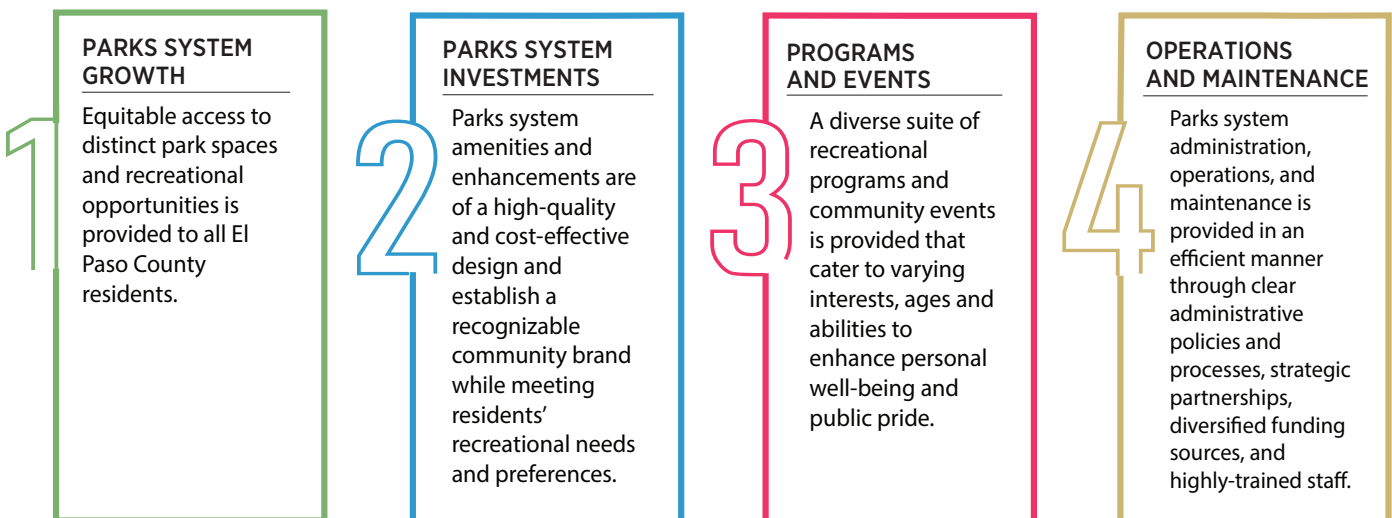 1
PARKS SYSTEM
GROWTH
Equitable access to
distinct park spaces
and recreational
opportunities is
provided to all El
Paso County
residents.
2
PARKS SYSTEM
INVESTMENTS
Parks system
amenities and
enhancements are
of a high-quality
and cost-effective
design and
establish a
recognizable
community brand
while meeting
residents’
recreational needs
and preferences.
3
PROGRAMS
AND EVENTS
A diverse suite of
recreational
programs and
community events
is provided that
cater to varying
interests, ages and
abilities to
enhance personal
well-being and
public pride.
4
OPERATIONS
AND MAINTENANCE
Parks system
administration,
operations, and
maintenance is
provided in an
efficient manner
through clear
administrative
policies and
processes, strategic
partnerships,
diversified funding
sources, and
highly-trained staff.